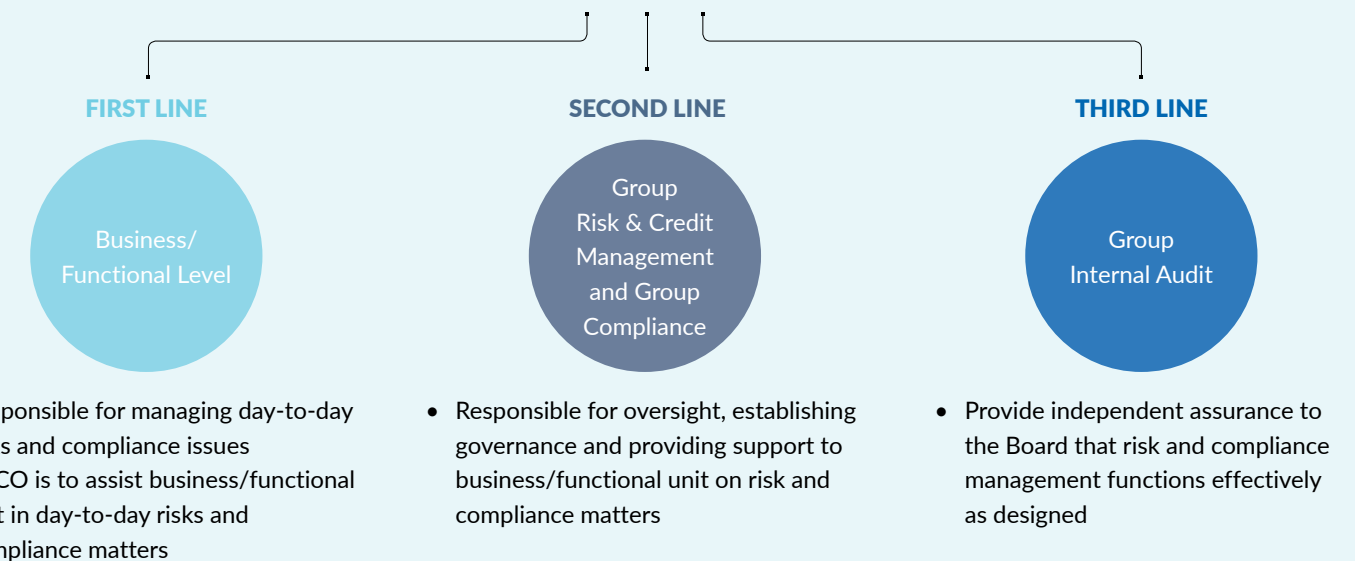 FIRST LINE
Business/
Functional Level
for managing day-to-day
and compliance issues
is to assist business/functional
in day-to-day risks and
matters
SECOND LINE
Group
Risk & Credit
Management
and Group
Compliance
• Responsible for oversight, establishing
governance and providing support to
business/functional unit on risk and
compliance matters
THIRD LINE
Group
Internal Audit
• Provide independent assurance to
the Board that risk and compliance
management functions effectively
as designed